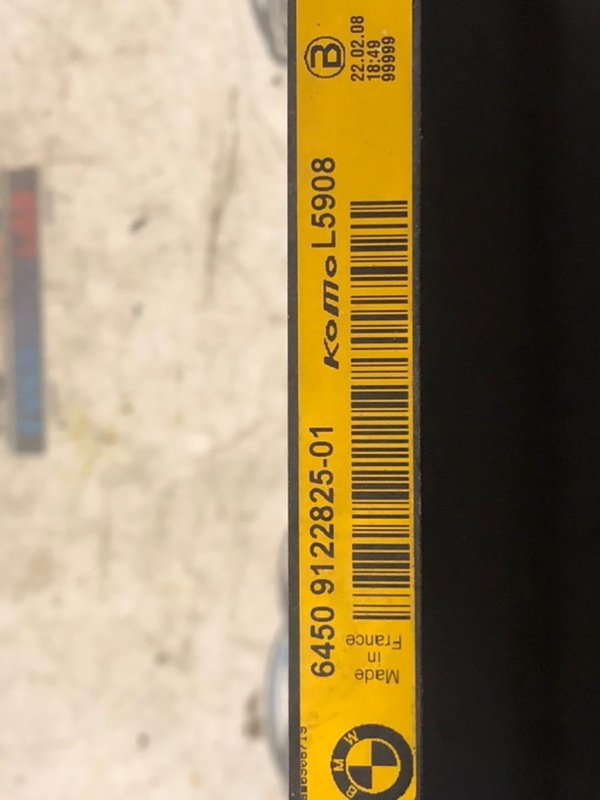 B
22.02.08
18:49
99999
Komo L5908
6450 9122825-01
Made
in
France
BMW